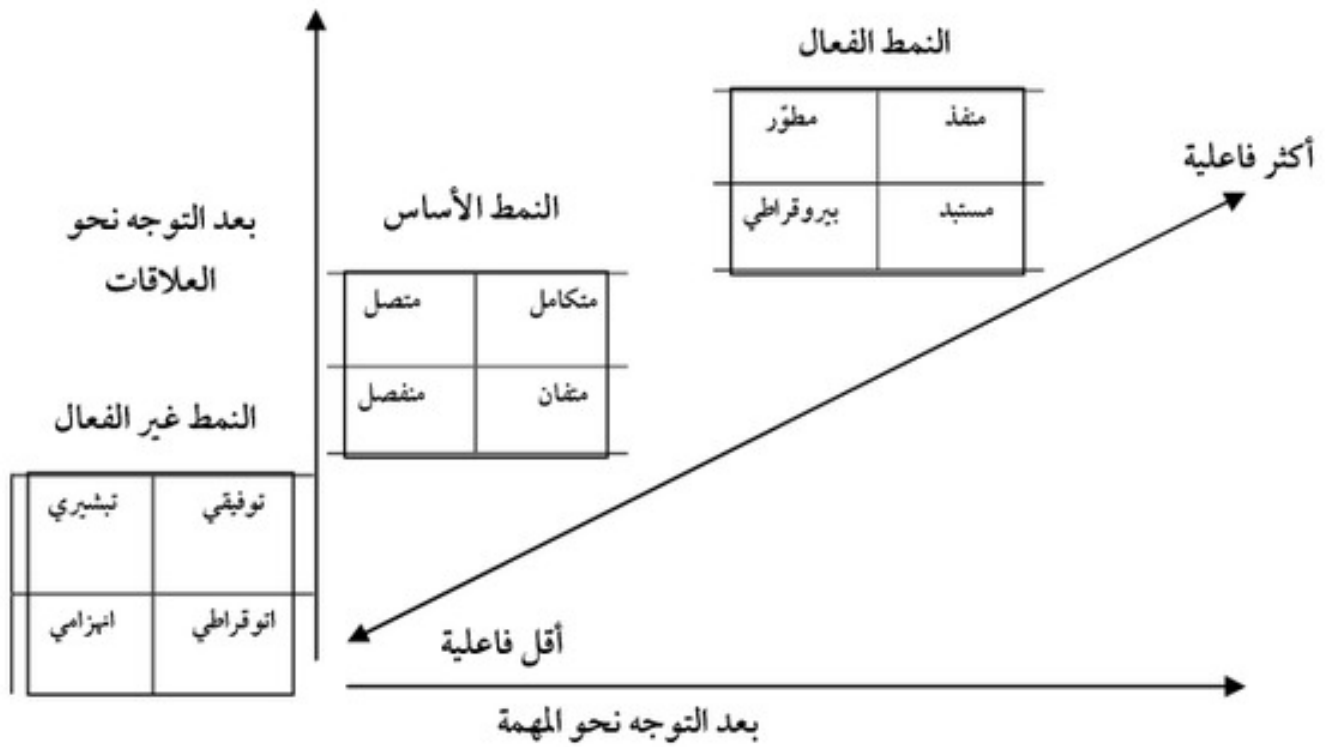 النمط الفعال
منفذ
مطوّر
مستبد
بيروقراطي
أكثر فاعلية
النمط الأساس
متكامل
متصل
متفان
منفصل
بعد التوجه نحو
العلاقات
النمط غير الفعال
توفيقي
تبشيري
اتوقراطي
انهزامي
أقل فاعلية
بعد التوجه نحو المهمة